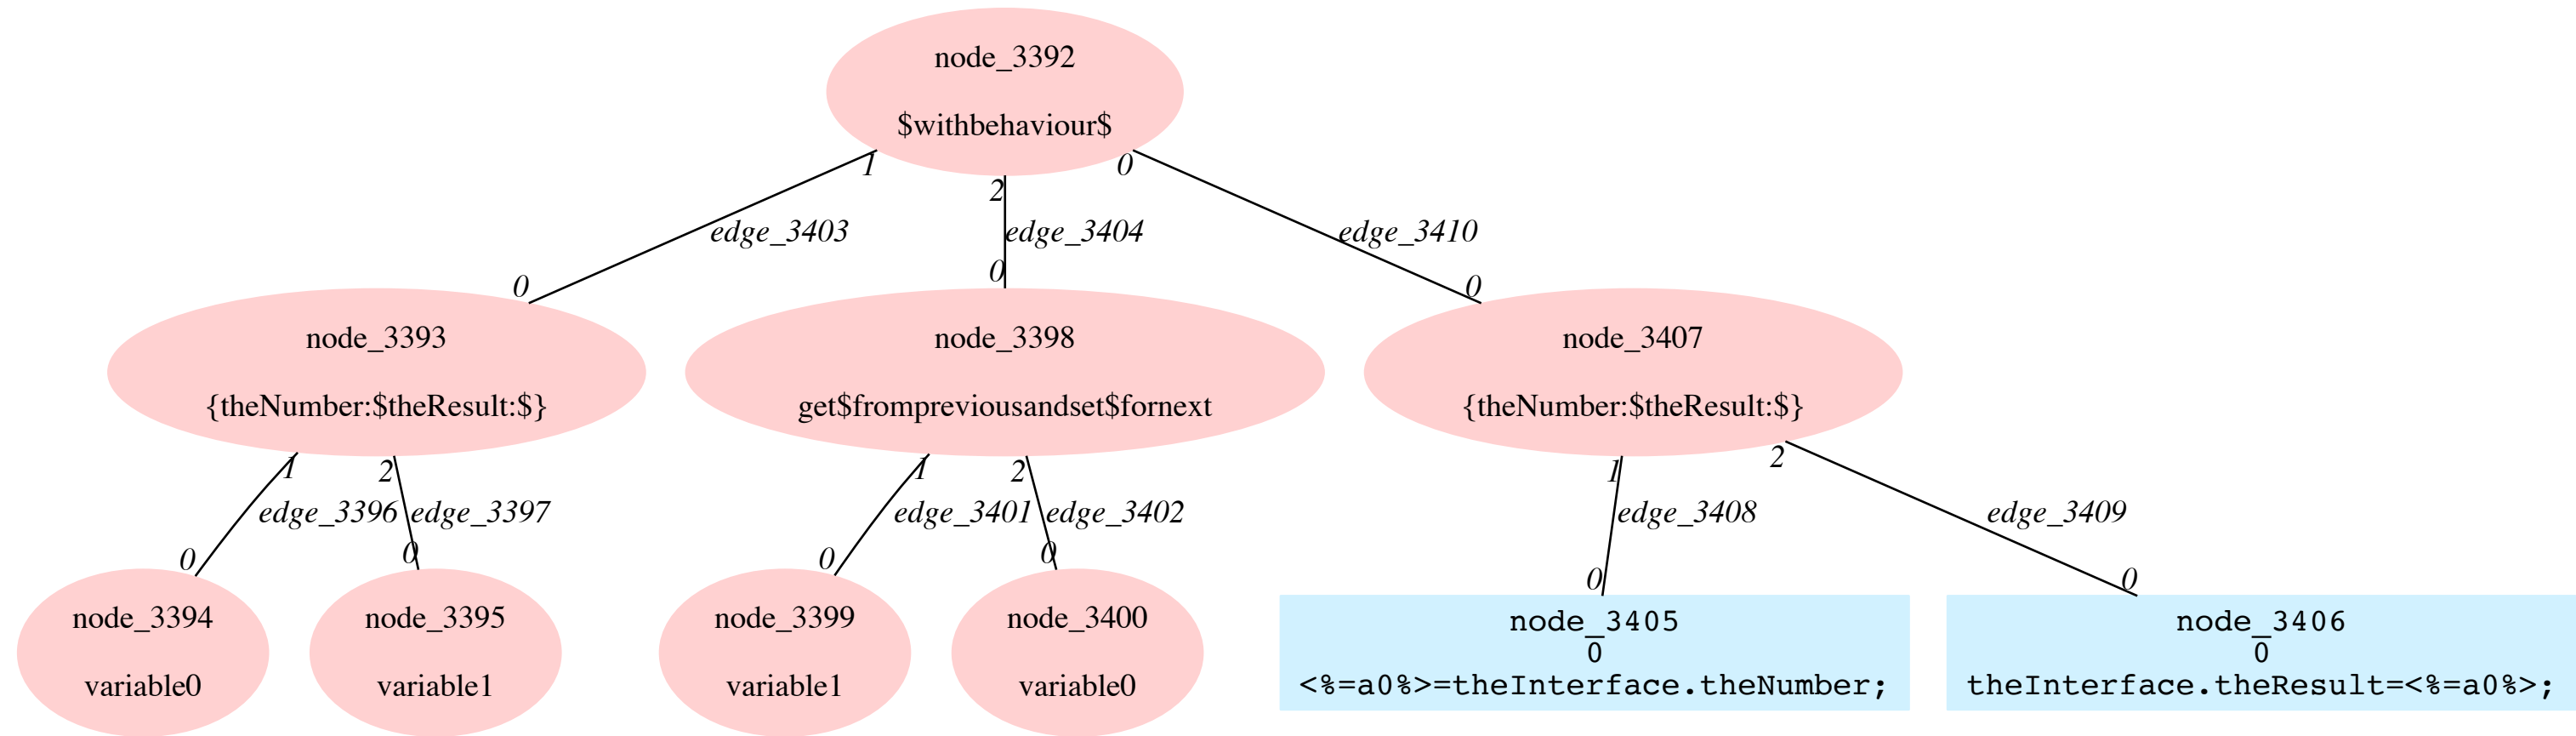 node_3392
$withbehaviour$
1
2
0
edge_3403
edge_3404
edge_3410
0
0
0
node_3393
{theNumber:$theResult:$}
node_3398
get$frompreviousandset$fornext
node_3407
{theNumber:$theResult:$}
1
2
1
2
1
2
edge_3396
edge_3397
edge_3401
edge_3402
edge_3408
edge_3409
0
0
0
0
0
0
node_3394
variable0
node_3395
variable1
node_3399
variable1
node_3400
variable0
node_3405
0
<%=a0%>=theInterface.theNumber;
node_3406
0
theInterface.theResult=<%=a0%>;